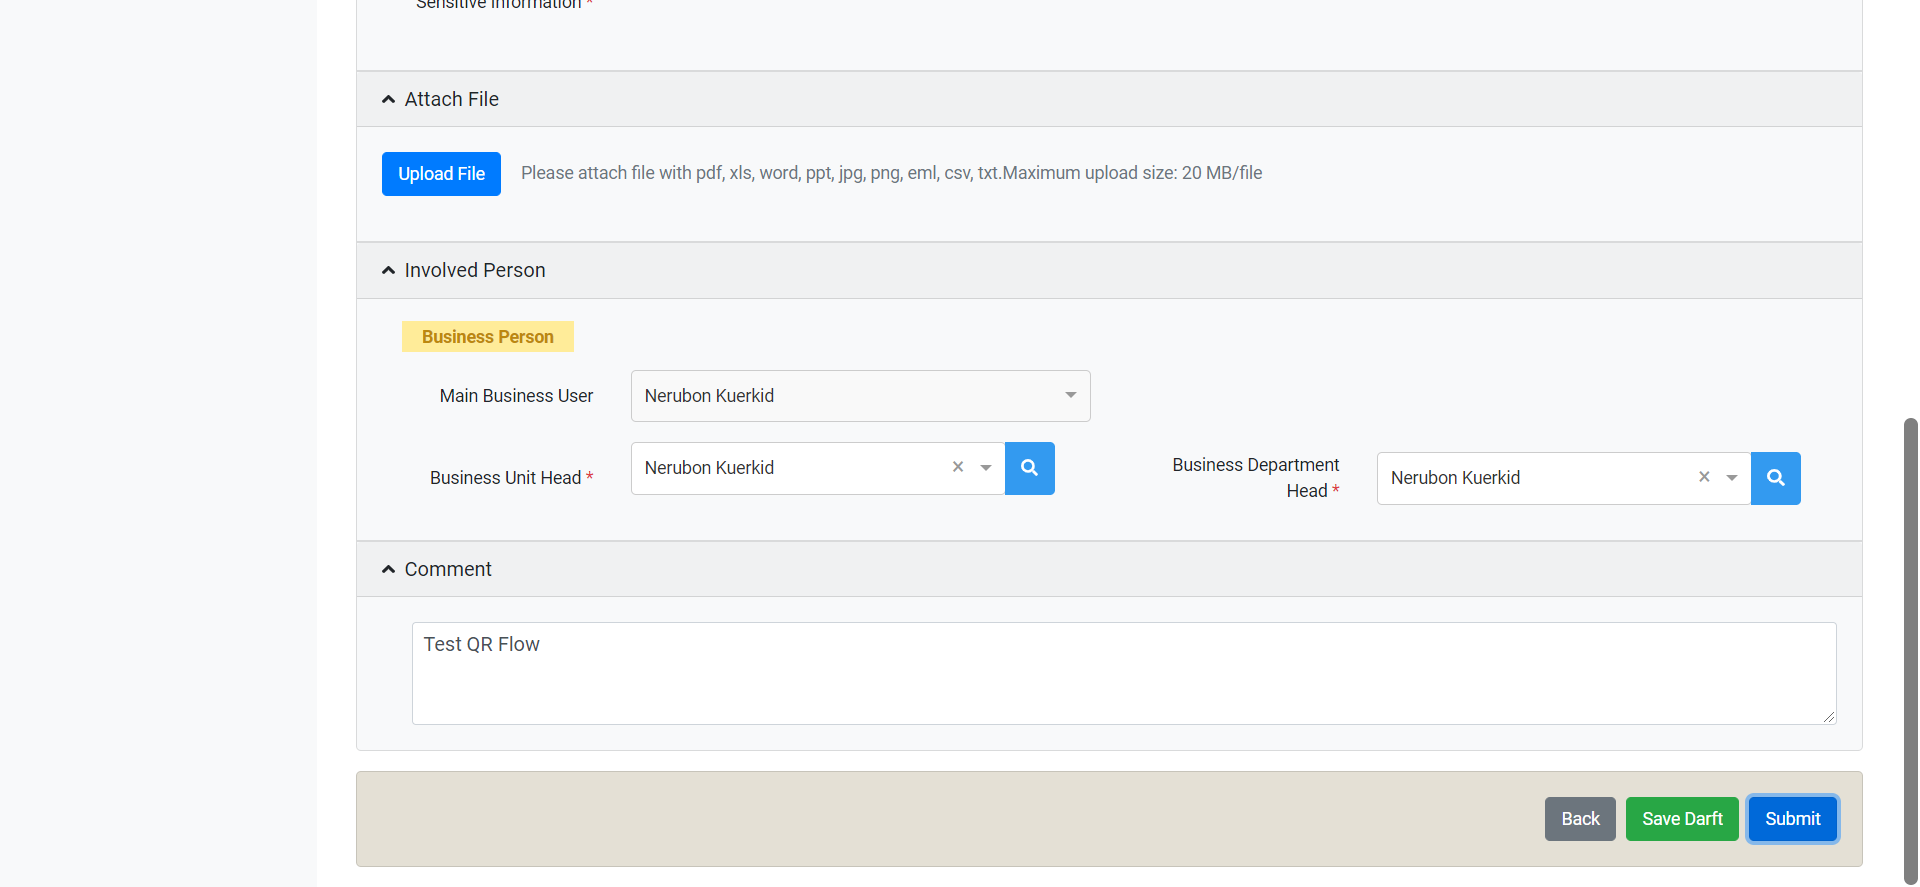 Sensitive Information *
Attach File
Upload File Please attach file with pdf, xls, word, ppt, jpg, png, eml, csv, txt.Maximum upload size: 20 MB/file
Involved Person
Business Person
Main Business User Nerubon Kuerkid
Business Unit Head * Nerubon Kuerkid × Business Department Head * Nerubon Kuerkid ×
Comment
Test QR Flow
Back Save Darft Submit